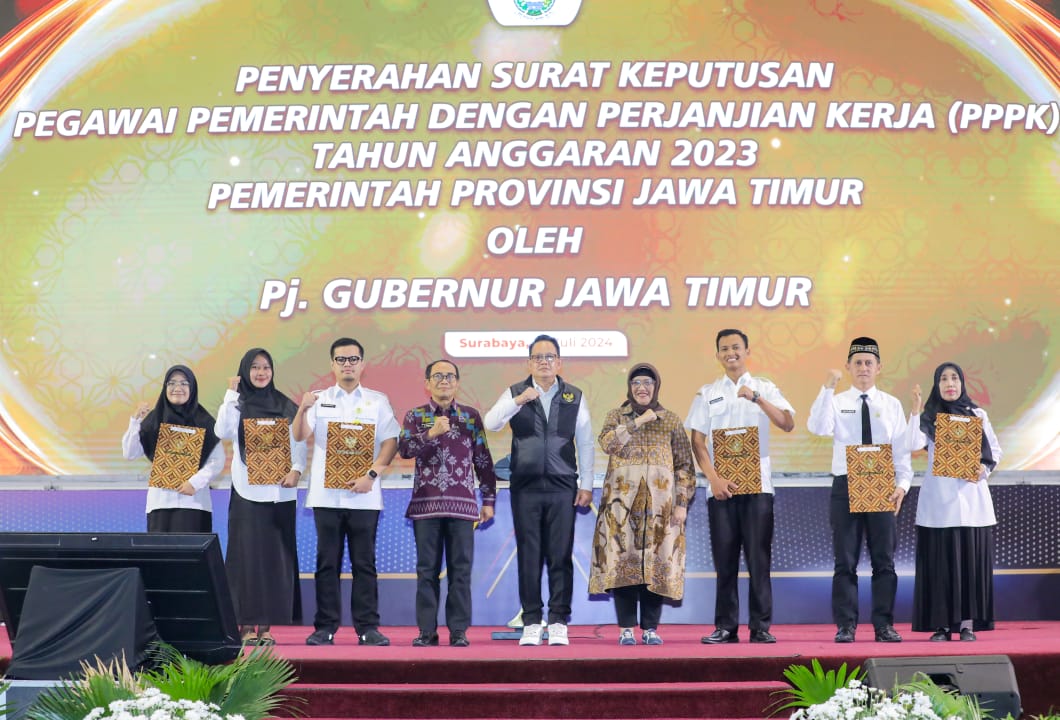 PENYERAHAN SURAT KEPUTUSAN
PEGAWAI PEMERINTAH DENGAN PERJANJIAN KERJA (PPPK)
TAHUN ANGGARAN 2023
PEMERINTAH PROVINSI JAWA TIMUR
OLEH
Pj. GUBERNUR JAWA TIMUR
Surabaya, 2024